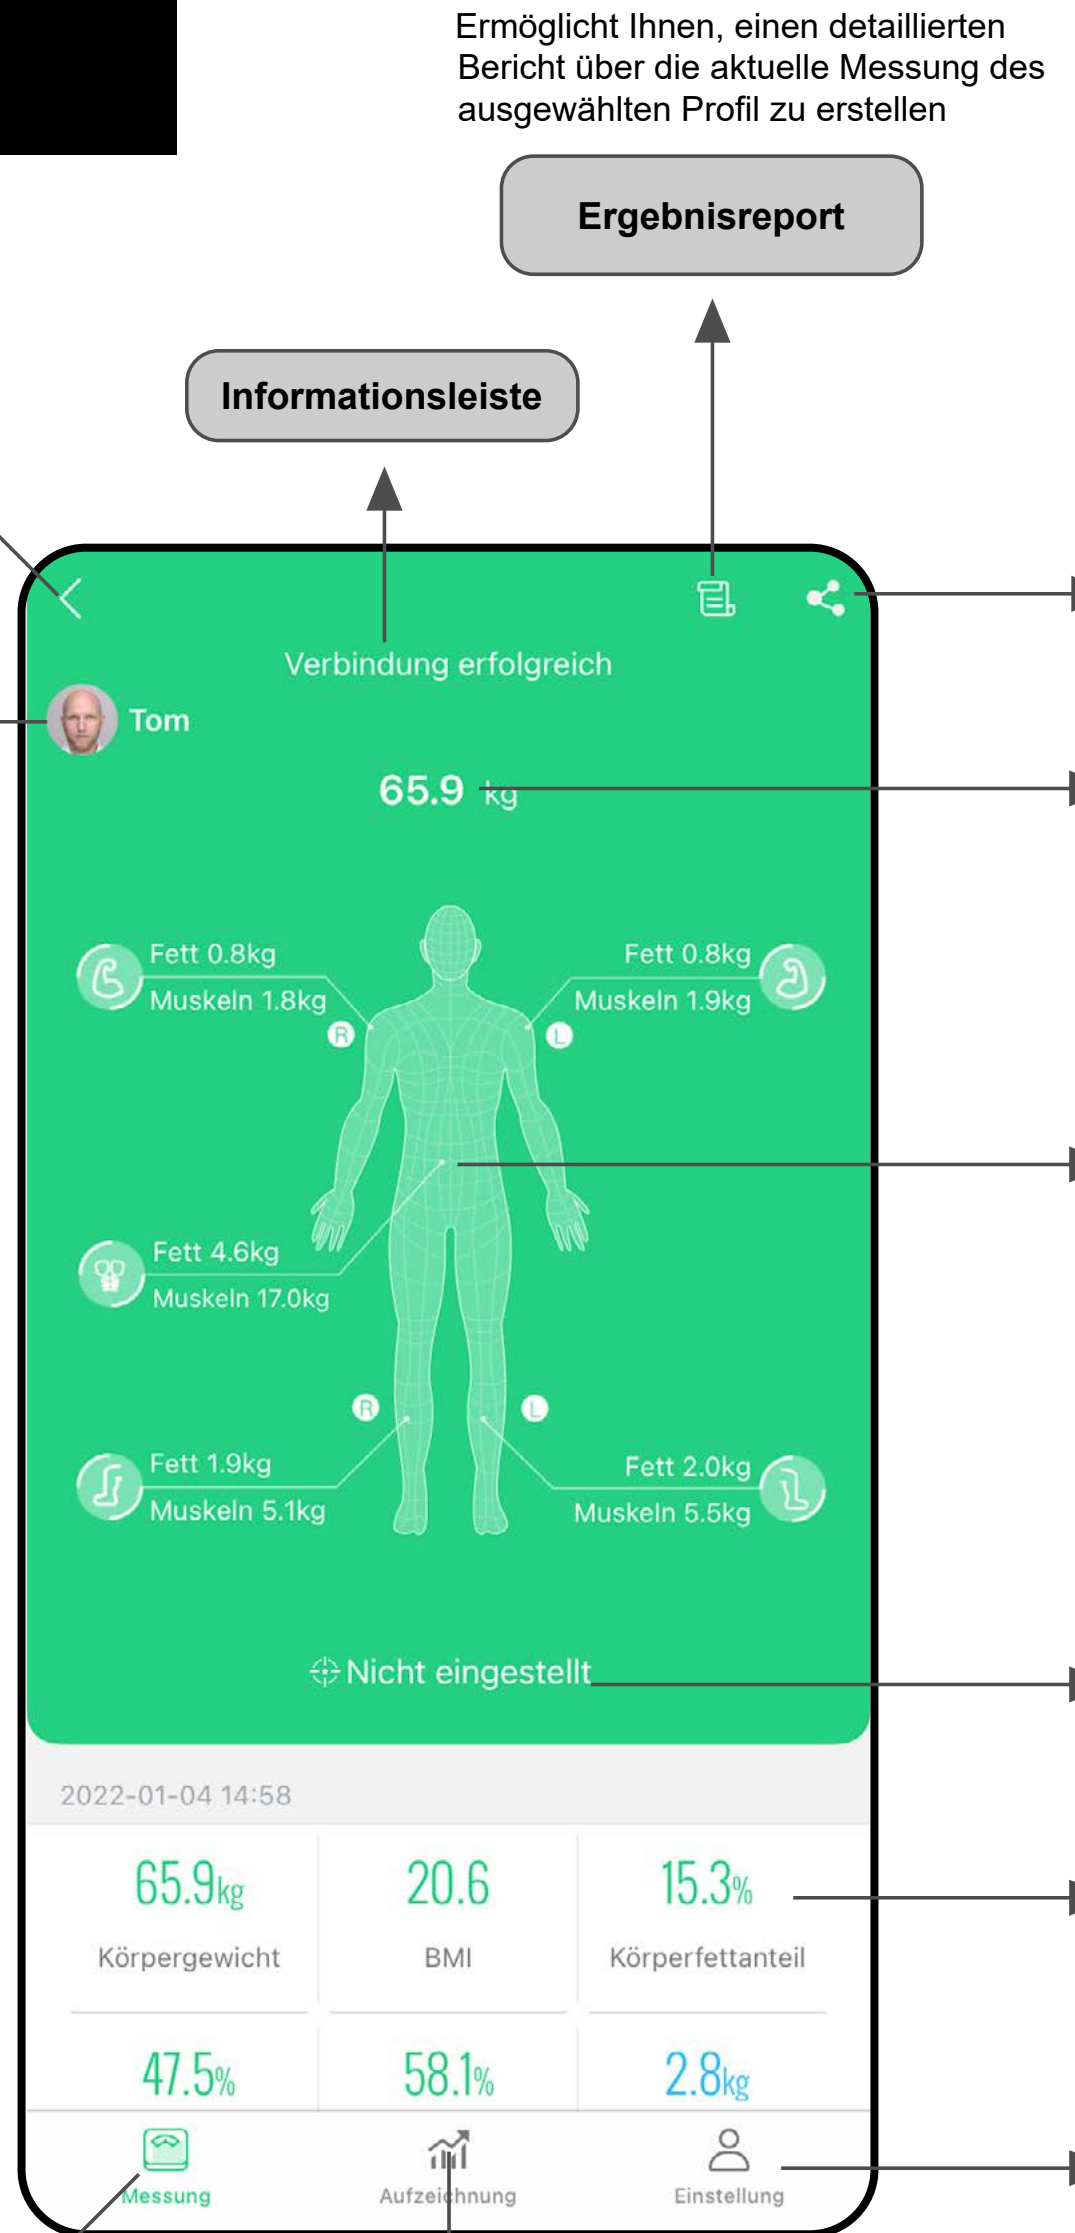 Ermöglicht Ihnen, einen detaillierten
Bericht über die aktuelle Messung des
ausgewählten Profil zu erstellen
Ergebnisreport
Informationsleiste
Verbindung erfolgreich
Tom
65.9 kg
Fett 0.8kg
Muskeln 1.8kg
R
Fett 0.8kg
Muskeln 1.9kg
L
Fett 4.6kg
Muskeln 17.0kg
R
L
Fett 1.9kg
Muskeln 5.1kg
Fett 2.0kg
Muskeln 5.5kg
Nicht eingestellt
2022-01-04 14:58
65.9kg 20.6 15.3%
Körpergewicht BMI Körperfettanteil
47.5% 58.1% 2.8kg
Messung Aufzeichnung Einstellung